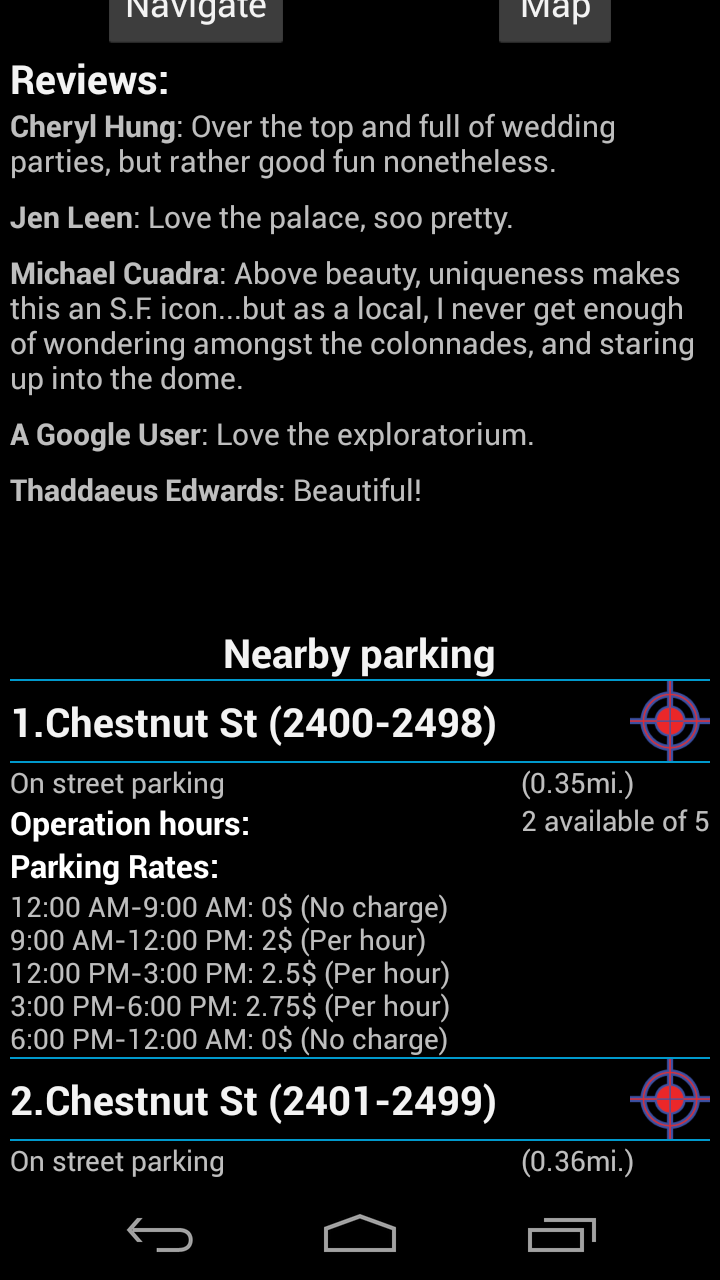 Navigate
Map
Reviews:
Cheryl Hung: Over the top and full of wedding
parties, but rather good fun nonetheless.
Jen Leen: Love the palace, soo pretty.
Michael Cuadra: Above beauty, uniqueness makes
this an S.F. icon...but as a local, I never get enough
of wondering amongst the colonnades, and staring
up into the dome.
A Google User: Love the exploratorium.
Thaddaeus Edwards: Beautiful!
Nearby parking
1.Chestnut St (2400-2498)
On street parking (0.35mi.)
Operation hours: 2 available of 5
Parking Rates:
12:00 AM-9:00 AM: 0$ (No charge)
9:00 AM-12:00 PM: 2$ (Per hour)
12:00 PM-3:00 PM: 2.5$ (Per hour)
3:00 PM-6:00 PM: 2.75$ (Per hour)
6:00 PM-12:00 AM: 0$ (No charge)
2.Chestnut St (2401-2499)
On street parking (0.36mi.)